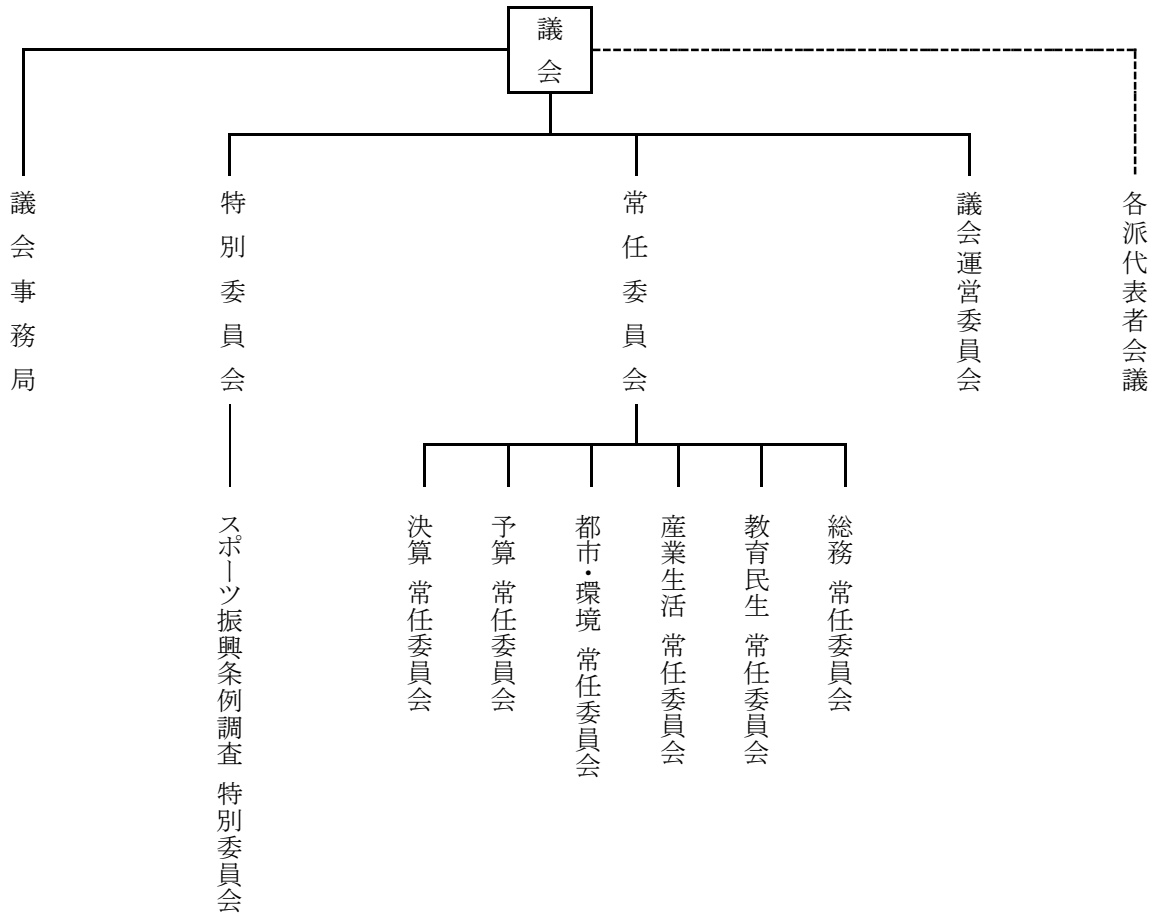 議会
各派代表者会議
議会運営委員会
常任委員会
特別委員会
議会事務局
総務 常任委員会
教育民生 常任委員会
産業生活 常任委員会
都市・環境 常任委員会
予算 常任委員会
決算 常任委員会
スポーツ振興条例調査 特別委員会